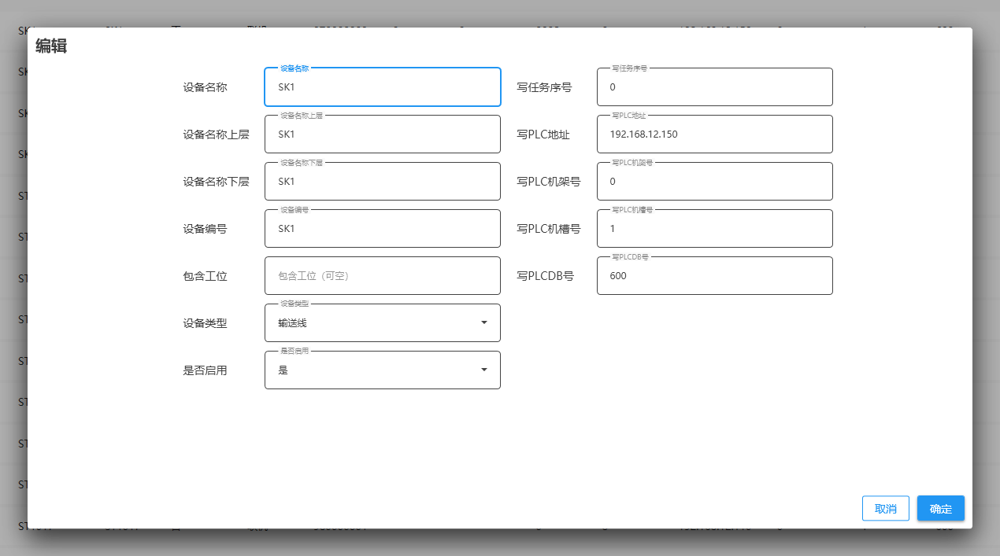 编辑
设备名称
设备名称
SK1
写任务序号
写任务序号
0
设备名称上层
设备名称上层
SK1
写PLC地址
写PLC地址
192.168.12.150
设备名称下层
设备名称下层
SK1
写PLC机架号
写PLC机架号
0
设备编号
设备编号
SK1
写PLC机槽号
写PLC机槽号
1
包含工位
包含工位（可空）
写PLCDB号
写PLCDB号
600
设备类型
设备类型
输送线
是否启用
是否启用
是
取消
确定